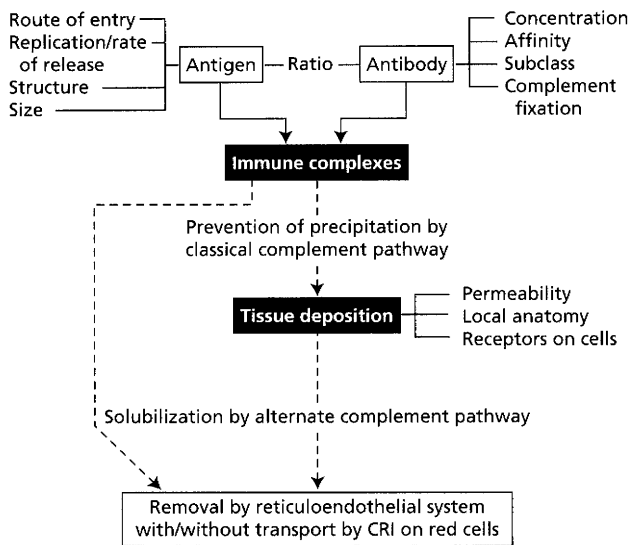 Route of entry
Replication/rate
of release
Structure
Size
Antigen
Ratio
Antibody
Concentration
Affinity
Subclass
Complement
fixation
Immune complexes
Prevention of precipitation by
classical complement pathway
Tissue deposition
Permeability
Local anatomy
Receptors on cells
Solubilization by alternate complement pathway
Removal by reticuloendothelial system
with/without transport by CRI on red cells